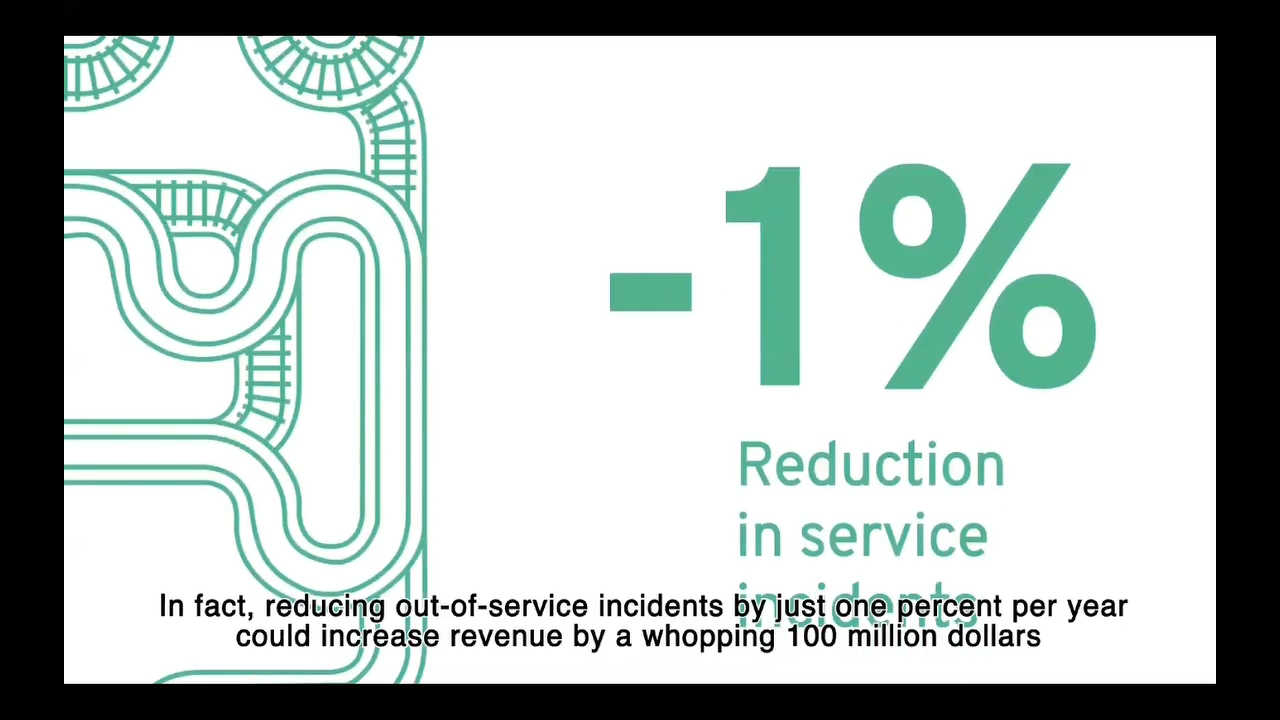 -1%
Reduction
in service
incidents
In fact, reducing out-of-service incidents by just one percent per year
could increase revenue by a whopping 100 million dollars